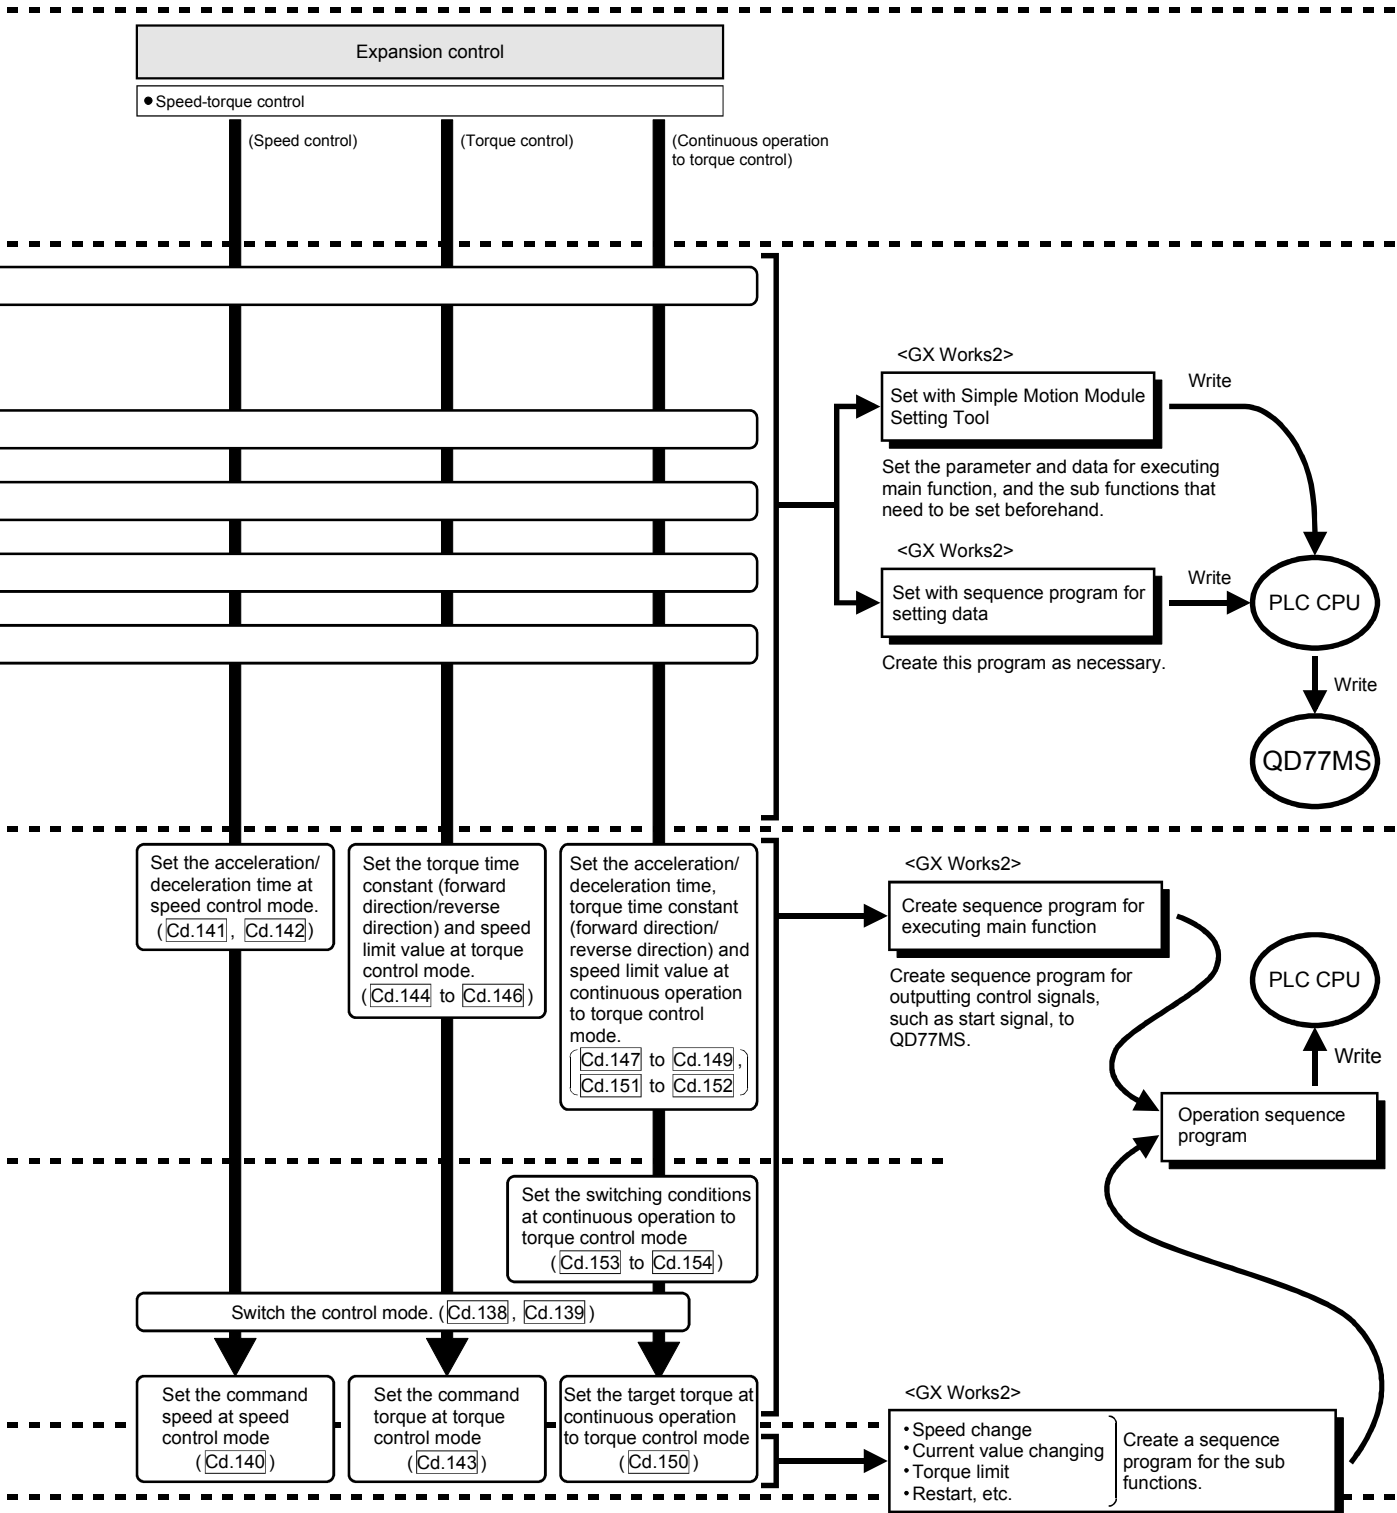 Expansion control
●Speed-torque control
(Speed control)
(Torque control)
(Continuous operation
to torque control)
<GX Works2>
Set with Simple Motion Module
Setting Tool
Write
Set the parameter and data for executing
main function, and the sub functions that
need to be set beforehand.
<GX Works2>
Set with sequence program for
setting data
Write
PLC CPU
Create this program as necessary.
Write
QD77MS
Set the acceleration/
deceleration time at
speed control mode.
(Cd.141, Cd.142)
Set the torque time
constant (forward
direction/reverse
direction) and speed
limit value at torque
control mode.
(Cd.144 to Cd.146)
Set the acceleration/
deceleration time,
torque time constant
(forward direction/
reverse direction) and
speed limit value at
continuous operation
to torque control
mode.
(Cd.147 to Cd.149,
Cd.151 to Cd.152)
<GX Works2>
Create sequence program for
executing main function
Create sequence program for
outputting control signals,
such as start signal, to
QD77MS.
PLC CPU
Write
Operation sequence
program
Set the switching conditions
at continuous operation to
torque control mode
(Cd.153 to Cd.154)
Switch the control mode. (Cd.138, Cd.139)
Set the command
speed at speed
control mode
(Cd.140)
Set the command
torque at torque
control mode
(Cd.143)
Set the target torque at
continuous operation
to torque control mode
(Cd.150)
<GX Works2>
•Speed change
•Current value changing
•Torque limit
•Restart, etc.
Create a sequence
program for the sub
functions.